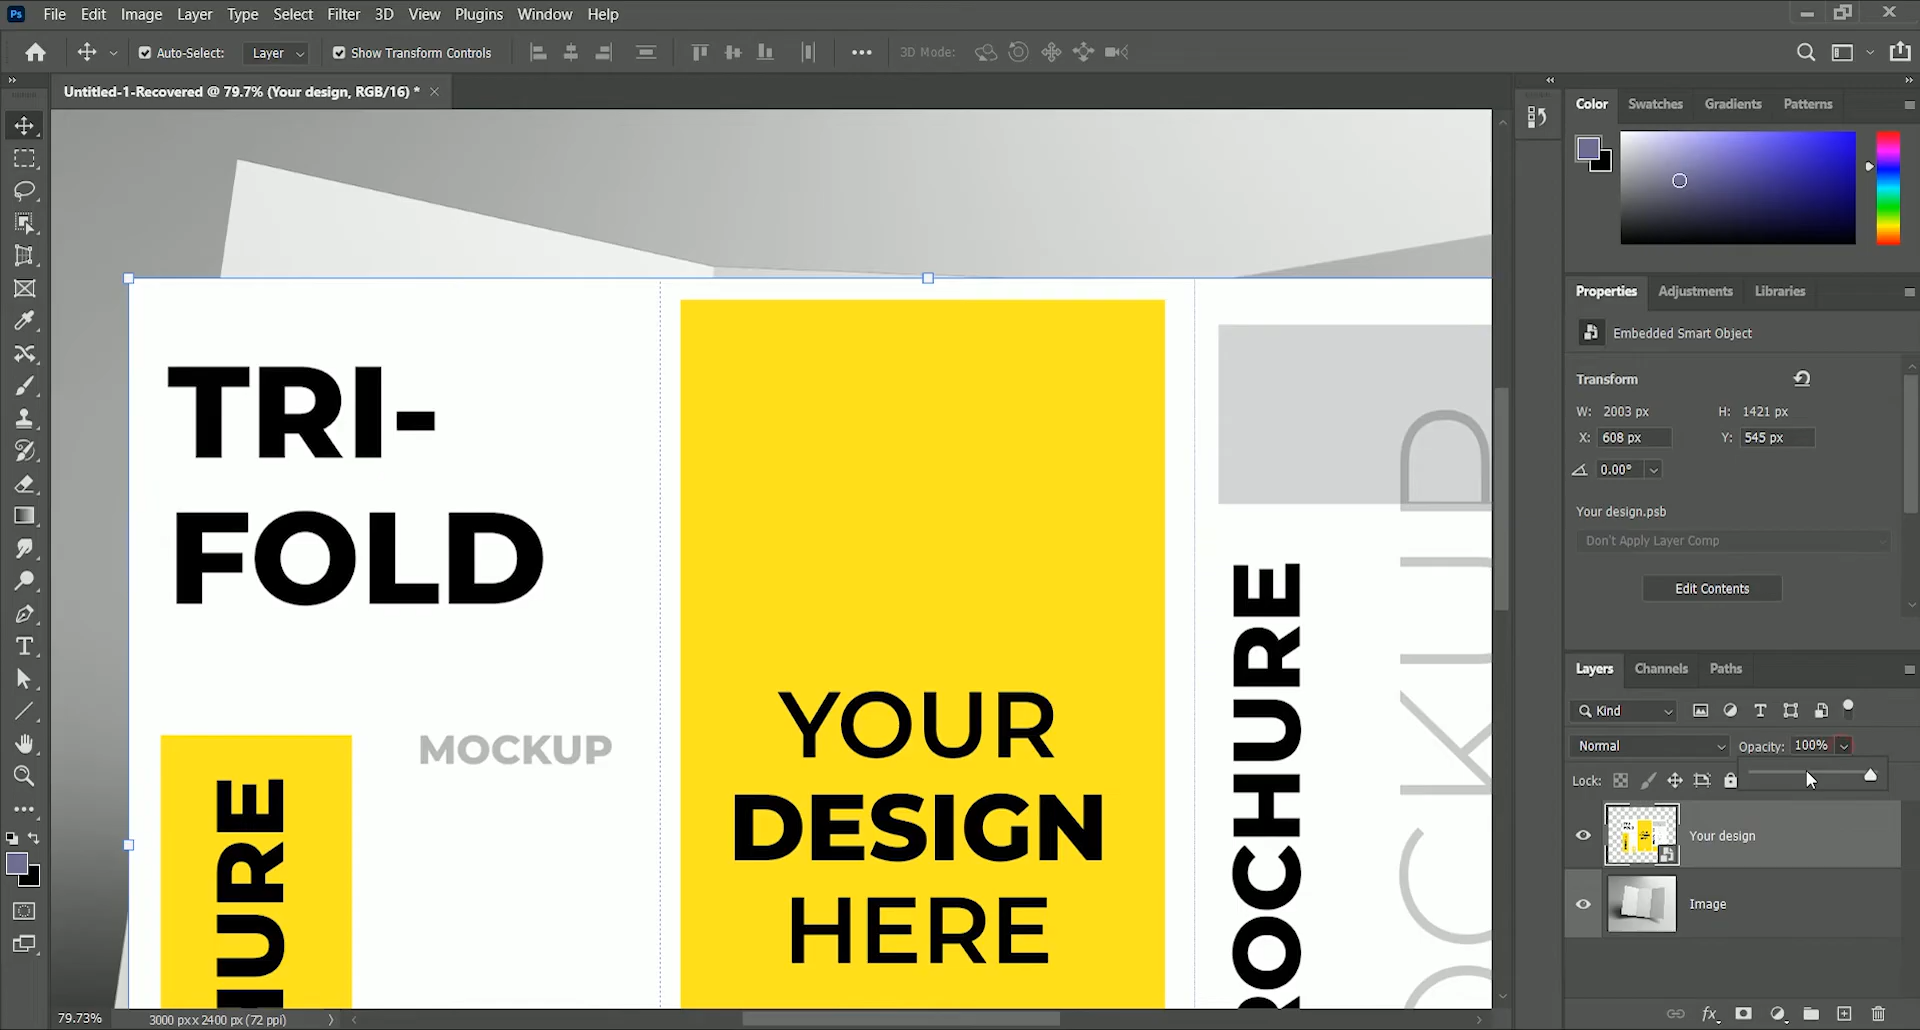 Ps File Edit Image Layer Type Select Filter 3D View Plugins Window Help
Auto-Select: Layer Show Transform Controls 3D Mode:
Untitled-1-Recovered @ 79.7% (Your design, RGB/16) *
TRI-
FOLD
MOCKUP
HURE
YOUR
DESIGN
HERE
ROCHURE
OCKUP
79.73% 3000 px x 2400 px (72 ppi)
Color Swatches Gradients Patterns
Properties Adjustments Libraries
Embedded Smart Object
Transform
W: 2003 px H: 1421 px
X: 608 px Y: 545 px
0.00°
Your design.psb
Don't Apply Layer Comp
Edit Contents
Layers Channels Paths
Kind
Normal Opacity: 100%
Lock:
Your design
Image
fx